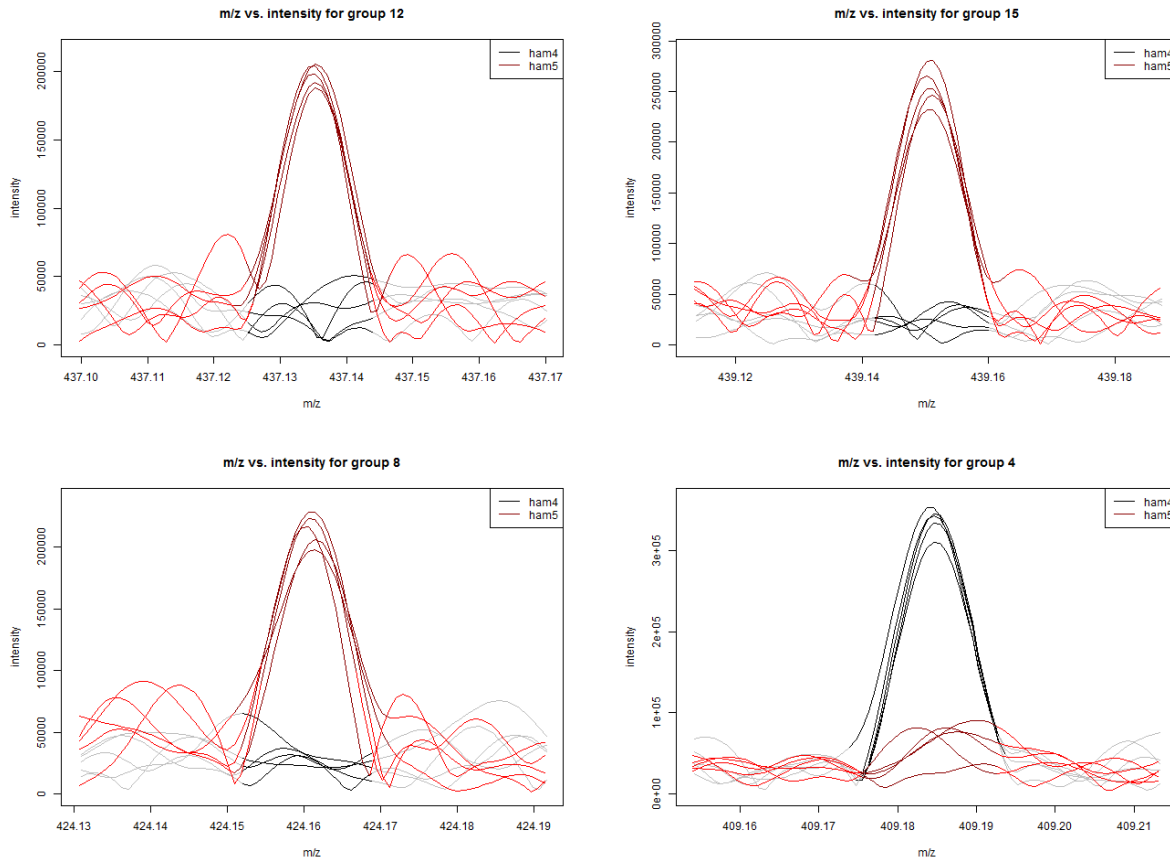 m/z vs. intensity for group 12
ham4
ham5
intensity
0
50000
100000
150000
200000
437.10 437.11 437.12 437.13 437.14 437.15 437.16 437.17
m/z
m/z vs. intensity for group 15
ham4
ham5
intensity
0
50000
100000
150000
200000
250000
300000
439.12 439.14 439.16 439.18
m/z
m/z vs. intensity for group 8
ham4
ham5
intensity
0
50000
100000
150000
200000
424.13 424.14 424.15 424.16 424.17 424.18 424.19
m/z
m/z vs. intensity for group 4
ham4
ham5
intensity
0e+00
1e+05
2e+05
3e+05
409.16 409.17 409.18 409.19 409.20 409.21
m/z